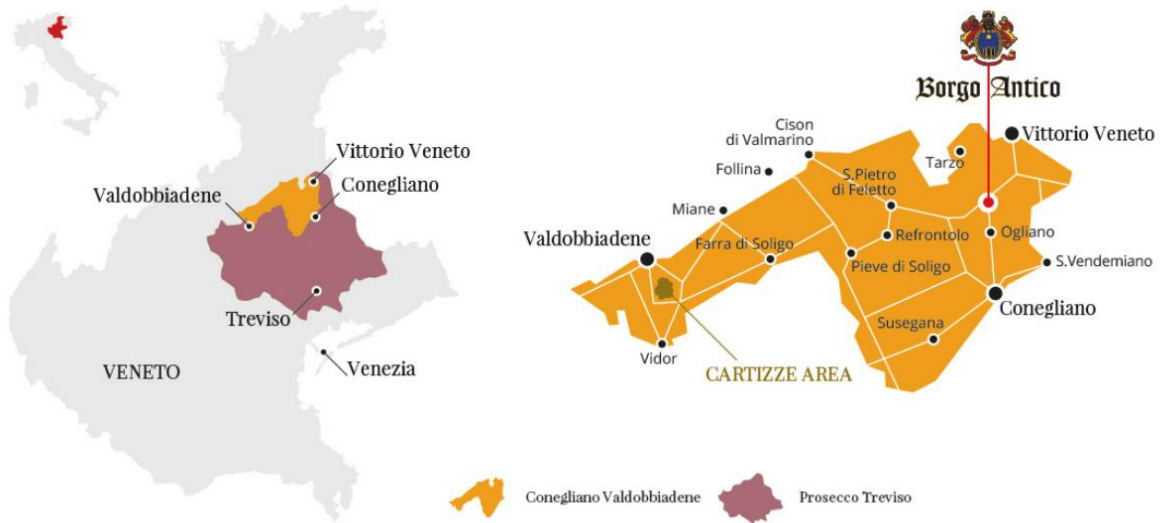 Vittorio Veneto
Conegliano
Valdobbiadene
Treviso
VENETO
Venezia
Borgo Antico
Cison
di Valmarino
Follina
Tarzo
Vittorio Veneto
S.Pietro
di Feletto
Miane
Valdobbiadene
Farra di Soligo
Refrontolo
Ogliano
Pieve di Soligo
S.Vendemiano
Conegliano
Susegana
Vidor
CARTIZZE AREA
Conegliano Valdobbiadene
Prosecco Treviso